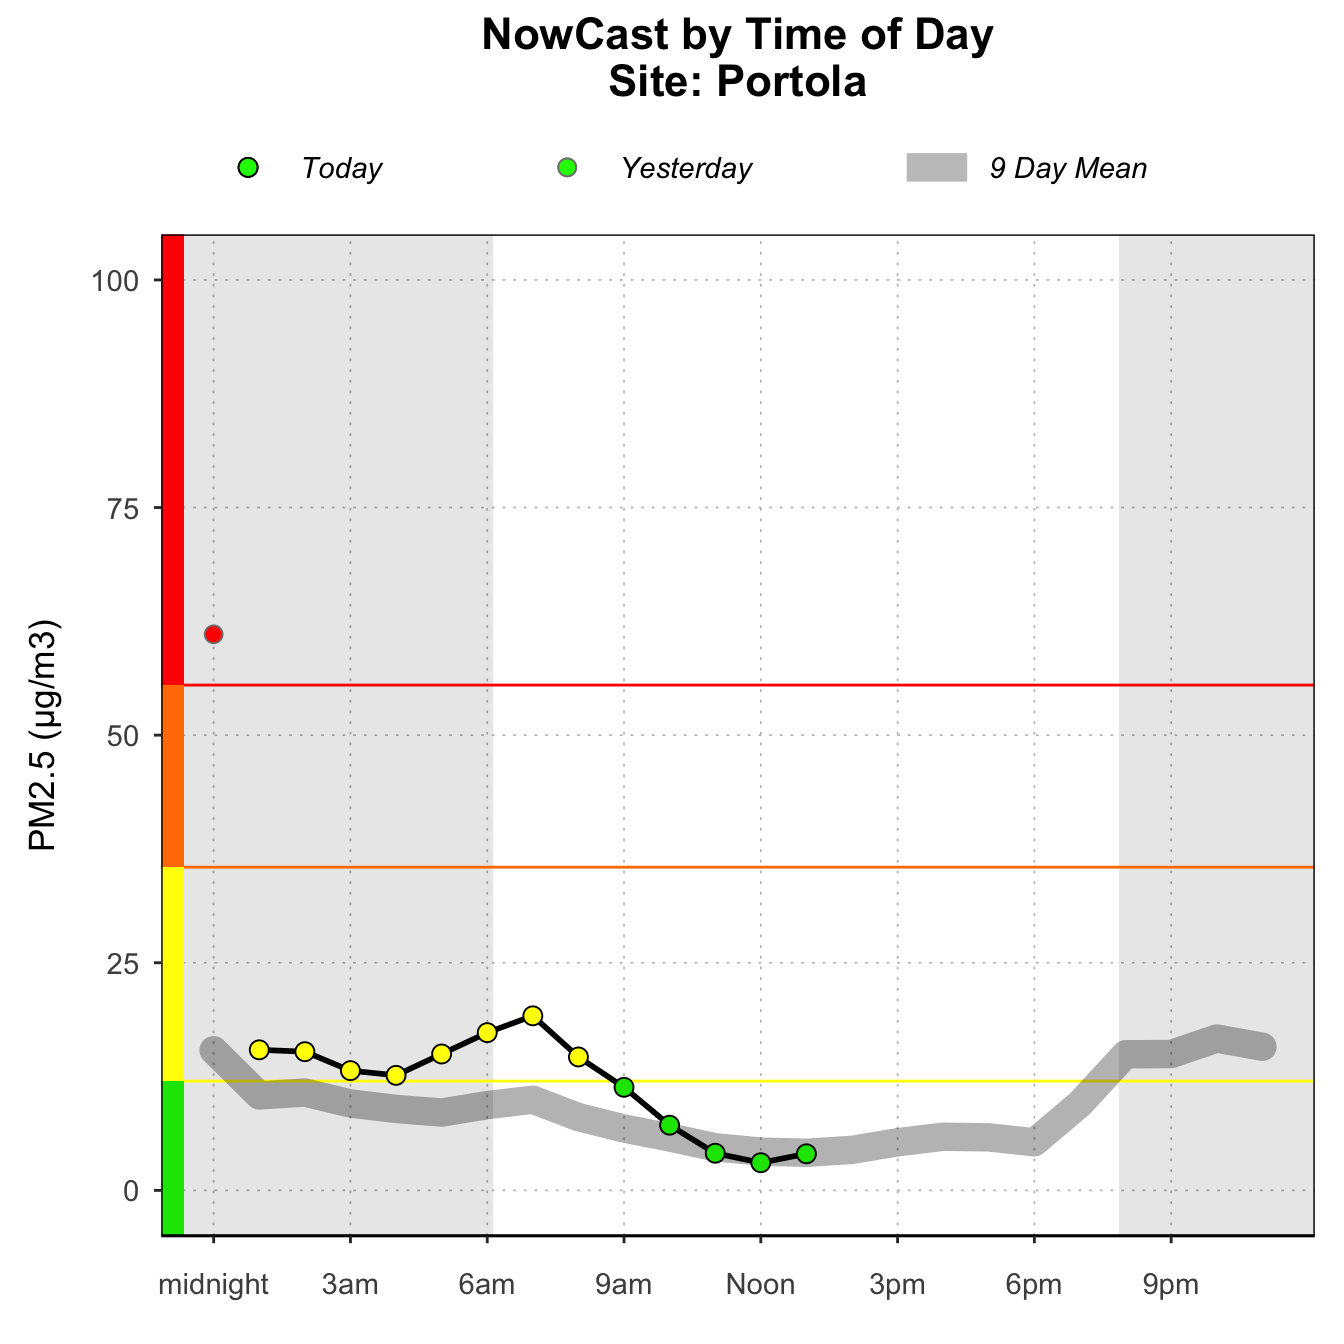 NowCast by Time of Day
Site: Portola
Today Yesterday 9 Day Mean
PM2.5 (µg/m3)
100
75
50
25
0
midnight 3am 6am 9am Noon 3pm 6pm 9pm